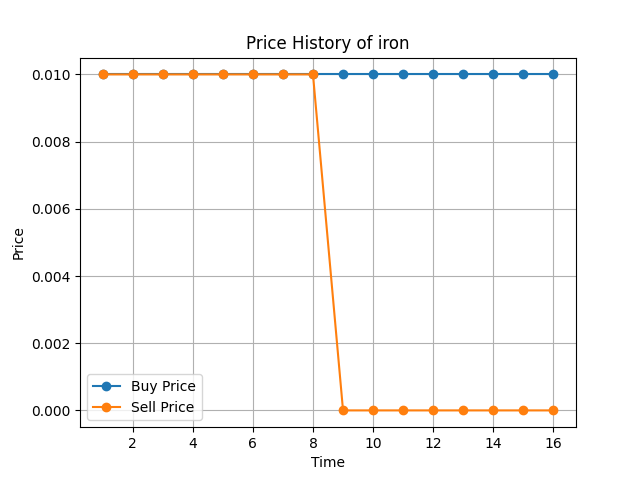 Price History of iron
0.010
0.008
0.006
0.004
0.002
0.000
Price
Buy Price
Sell Price
2 4 6 8 10 12 14 16
Time